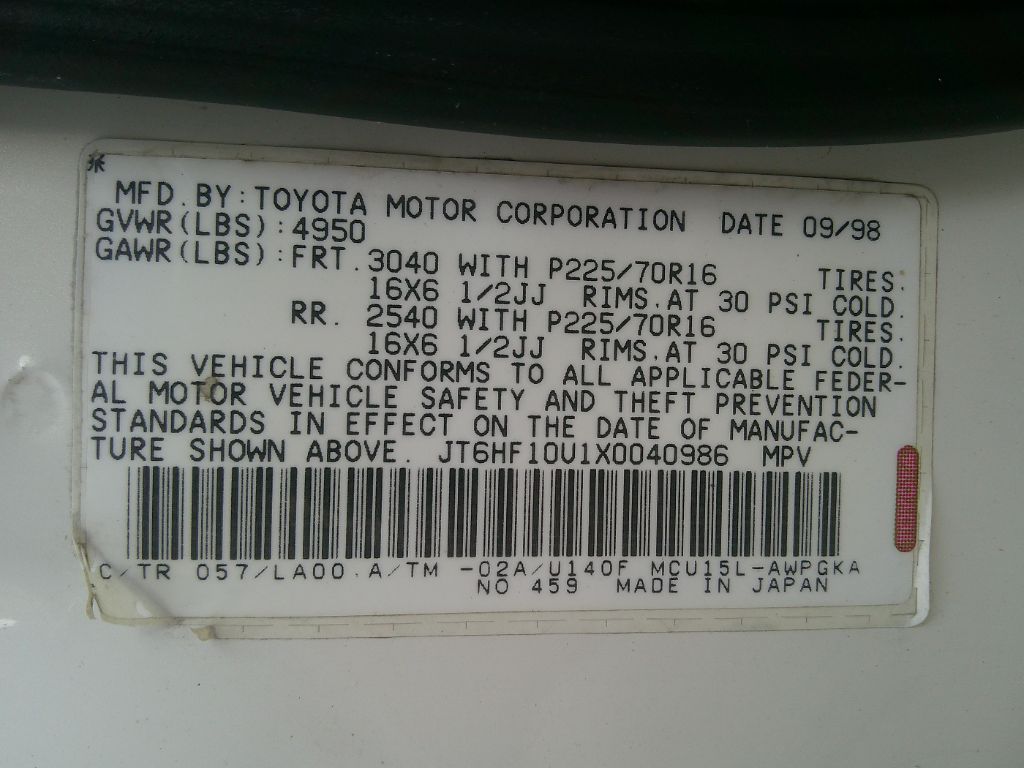 MFD. BY: TOYOTA MOTOR CORPORATION DATE 09/98
GVWR(LBS): 4950
GAWR(LBS): FRT. 3040 WITH P225/70R16 TIRES.
16X6 1/2JJ RIMS. AT 30 PSI COLD.
RR. 2540 WITH P225/70R16 TIRES.
16X6 1/2JJ RIMS. AT 30 PSI COLD.
THIS VEHICLE CONFORMS TO ALL APPLICABLE FEDER-
AL MOTOR VEHICLE SAFETY AND THEFT PREVENTION
STANDARDS IN EFFECT ON THE DATE OF MANUFAC-
TURE SHOWN ABOVE. JT6HF10U1X0040986 MPV
C/TR 057/LA00. A/TM -02A/U140F MCU15L-AWPGKA
NO 459 MADE IN JAPAN